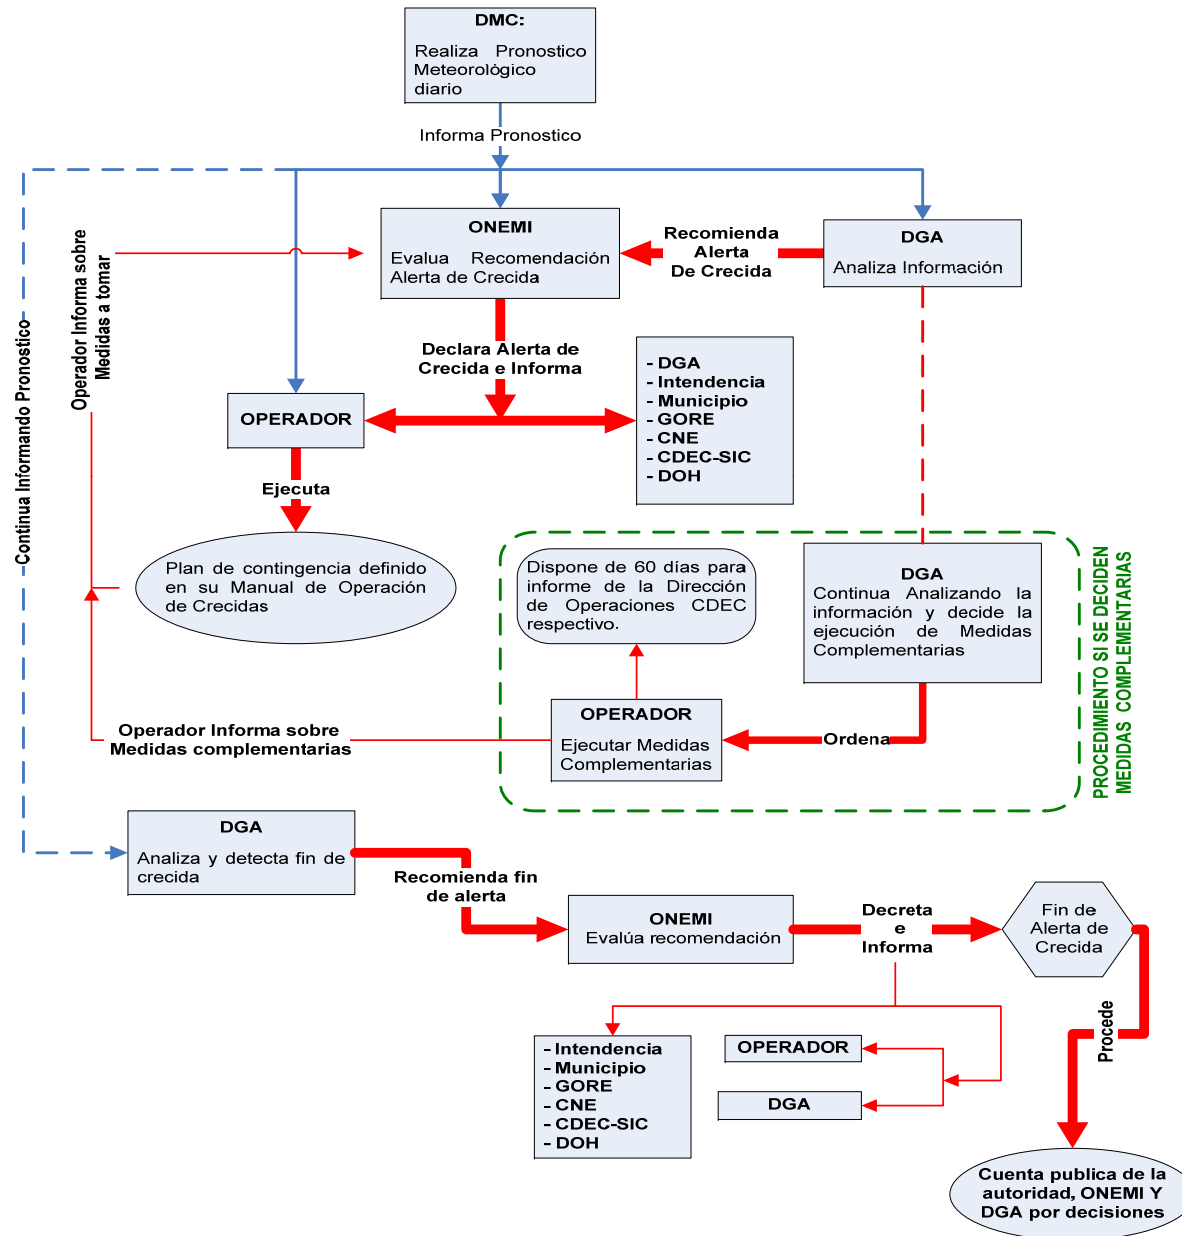 DMC:
Realiza Pronostico
Meteorológico
diario
Informa Pronostico
ONEMI
Evalua Recomendación
Alerta de Crecida
Recomienda
Alerta
De Crecida
DGA
Analiza Información
Operador Informa sobre
Medidas a tomar
Continua Informando Pronostico
Declara Alerta de
Crecida e Informa
- DGA
- Intendencia
- Municipio
- GORE
- CNE
- CDEC-SIC
- DOH
OPERADOR
Ejecuta
Plan de contingencia definido
en su Manual de Operación
de Crecidas
Dispone de 60 días para
informe de la Dirección
de Operaciones CDEC
respectivo.
DGA
Continua Analizando la
información y decide la
ejecución de Medidas
Complementarias
PROCEDIMIENTO SI SE DECIDEN
MEDIDAS COMPLEMENTARIAS
OPERADOR
Ejecutar Medidas
Complementarias
Ordena
Operador Informa sobre
Medidas complementarias
DGA
Analiza y detecta fin de
crecida
Recomienda fin
de alerta
ONEMI
Evalúa recomendación
Decreta
e
Informa
Fin de
Alerta de
Crecida
Procede
- Intendencia
- Municipio
- GORE
- CNE
- CDEC-SIC
- DOH
OPERADOR
DGA
Cuenta publica de la
autoridad, ONEMI Y
DGA por decisiones